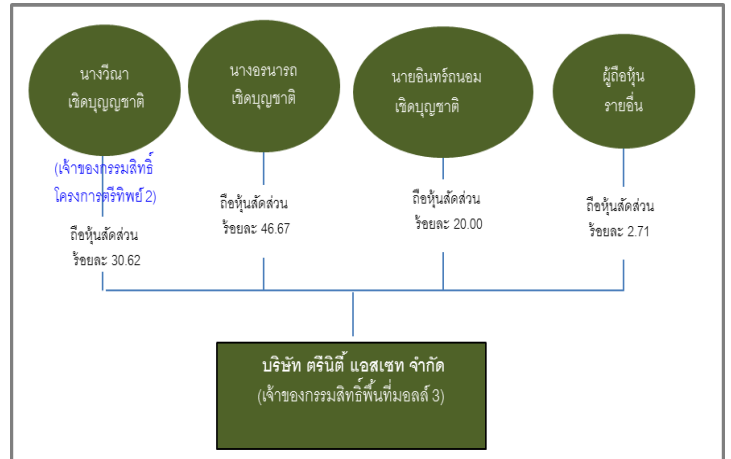 นางวีณา
เชิดบุญญชาติ
นางอรนารถ
เชิดบุญชาติ
นายอินทร์ถนอม
เชิดบุญชาติ
ผู้ถือหุ้น
รายอื่น
(เจ้าของกรรมสิทธิ์
โครงการตรีทิพย์ 2)
ถือหุ้นสัดส่วน
ร้อยละ 30.62
ถือหุ้นสัดส่วน
ร้อยละ 46.67
ถือหุ้นสัดส่วน
ร้อยละ 20.00
ถือหุ้นสัดส่วน
ร้อยละ 2.71
บริษัท ตรีนิตี้ แอสเซท จำกัด
(เจ้าของกรรมสิทธิ์พื้นที่มอลล์ 3)